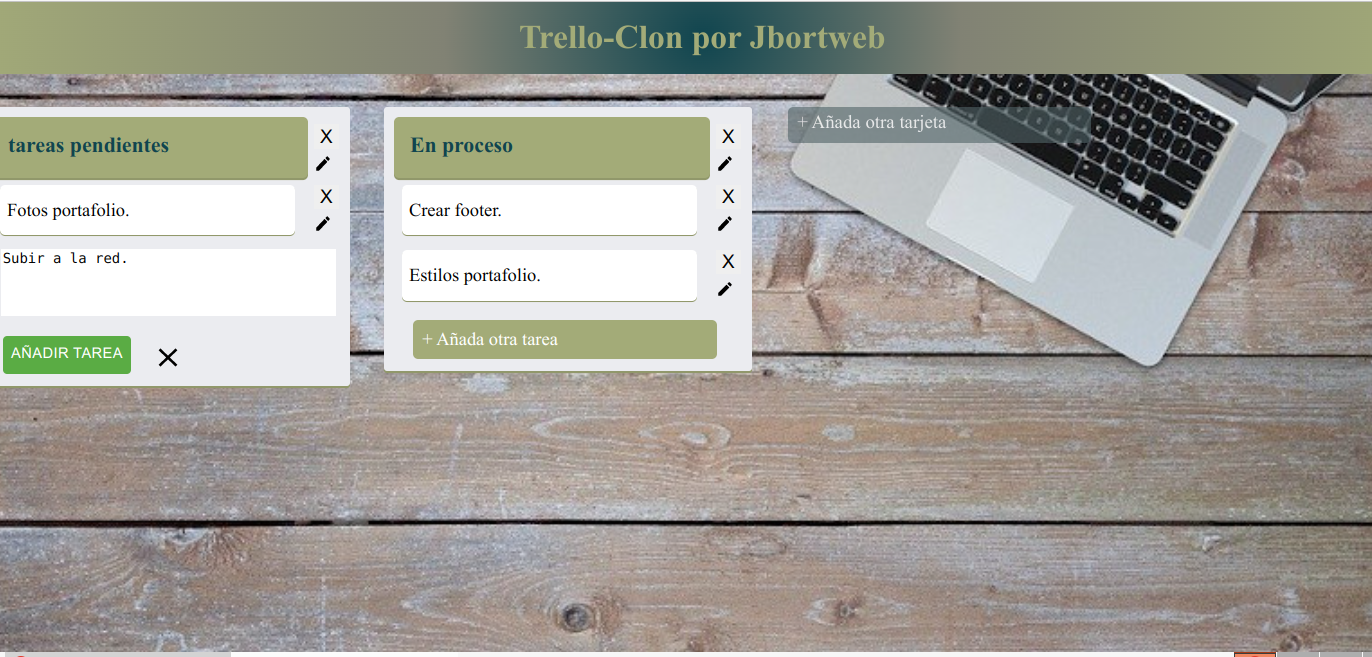 Trello-Clon por Jbortweb
tareas pendientes
X
Fotos portafolio.
X
Subir a la red.
AÑADIR TAREA
En proceso
X
Crear footer.
X
Estilos portafolio.
X
+ Añada otra tarea
+ Añada otra tarjeta